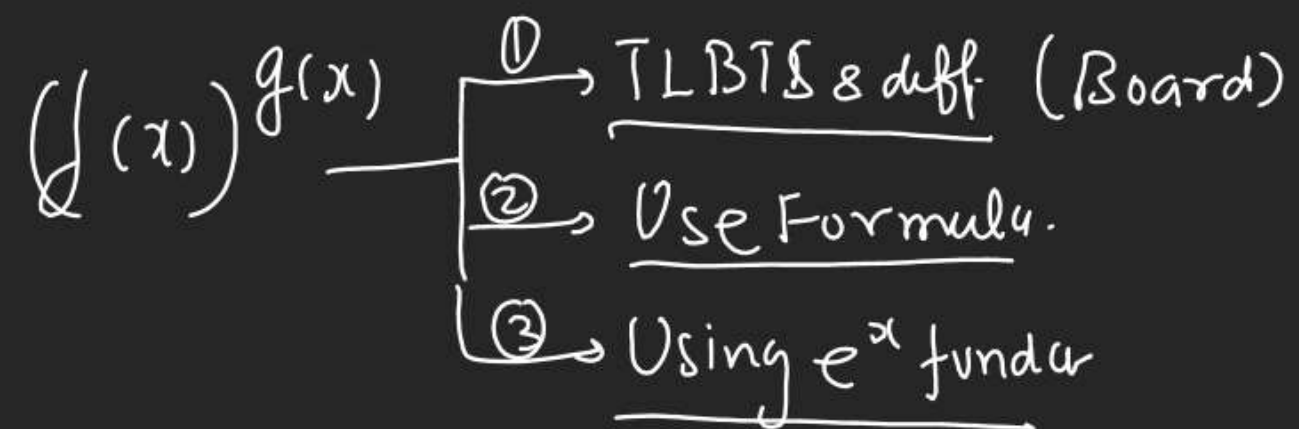 (f(x))^g(x)
① → TLBTS & diff. (Board)
② → Use Formula.
③ → Using e^x funda